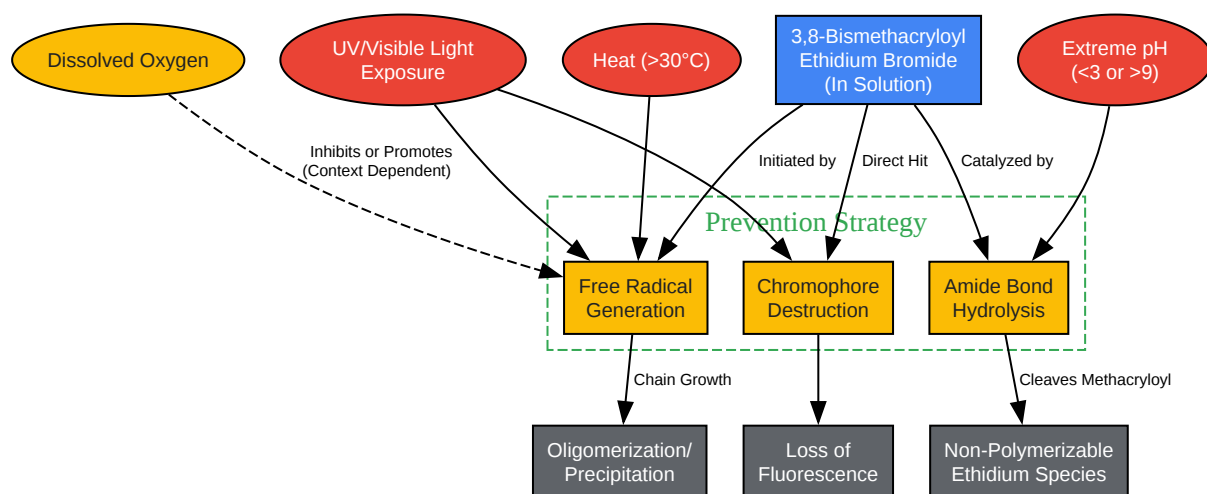 Dissolved Oxygen
UV/Visible Light
Exposure
Heat (>30°C)
3,8-Bismethacryloyl
Ethidium Bromide
(In Solution)
Extreme pH
(<3 or >9)
Inhibits or Promotes
(Context Dependent)
Initiated by
Direct Hit
Catalyzed by
Prevention Strategy
Free Radical
Generation
Chromophore
Destruction
Amide Bond
Hydrolysis
Chain Growth
Cleaves Methacryloyl
Oligomerization/
Precipitation
Loss of
Fluorescence
Non-Polymerizable
Ethidium Species